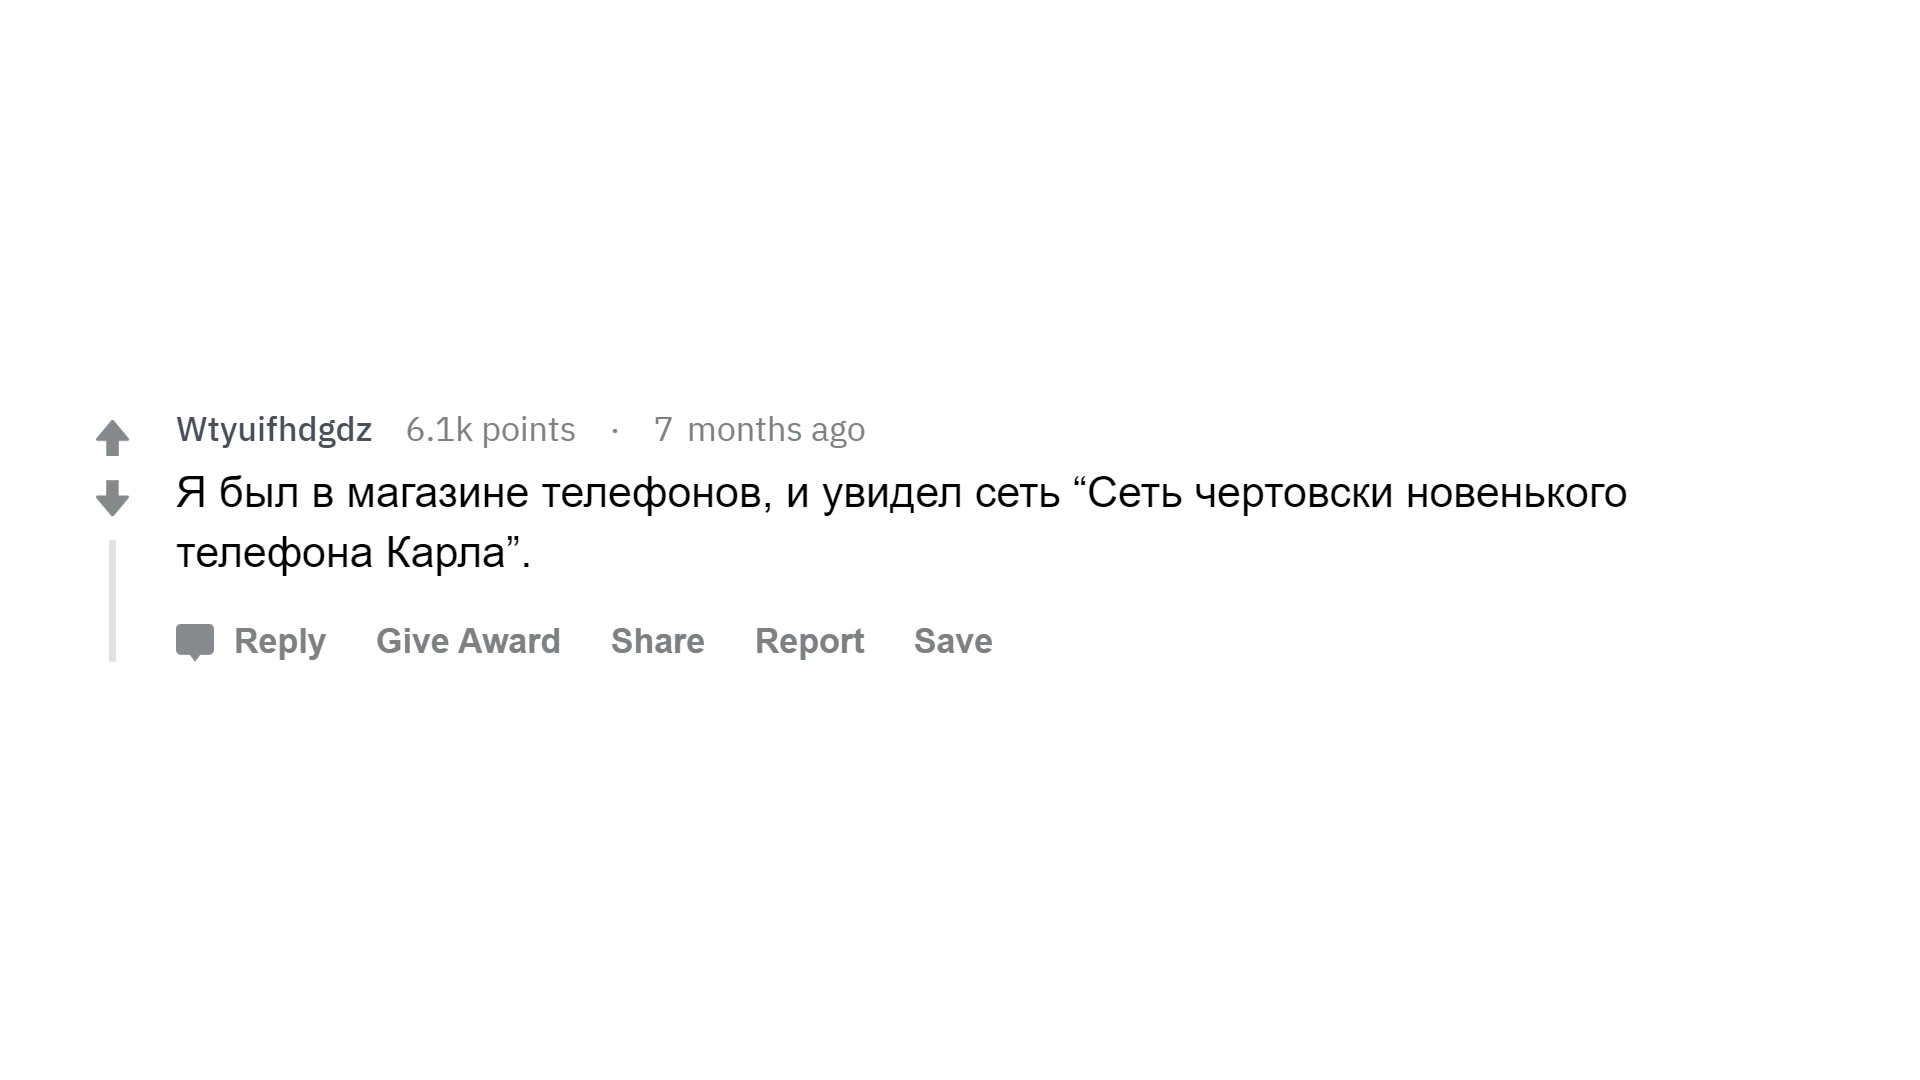 Wtyuifhdgdz 6.1k points · 7 months ago
Я был в магазине телефонов, и увидел сеть “Сеть чертовски новенького
телефона Карла”.
Reply Give Award Share Report Save